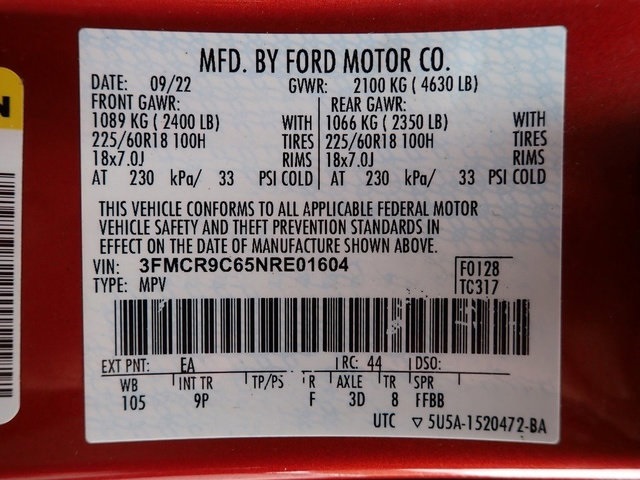 MFD. BY FORD MOTOR CO.
DATE: 09/22 GVWR: 2100 KG ( 4630 LB)
FRONT GAWR: REAR GAWR:
1089 KG ( 2400 LB) WITH 1066 KG ( 2350 LB) WITH
225/60R18 100H TIRES 225/60R18 100H TIRES
18x7.0J RIMS 18x7.0J RIMS
AT 230 kPa/ 33 PSI COLD AT 230 kPa/ 33 PSI COLD
THIS VEHICLE CONFORMS TO ALL APPLICABLE FEDERAL MOTOR
VEHICLE SAFETY AND THEFT PREVENTION STANDARDS IN
EFFECT ON THE DATE OF MANUFACTURE SHOWN ABOVE.
VIN: 3FMCR9C65NRE01604 F0128
TYPE: MPV TC317
EXT PNT: EA RC: 44 DSO:
WB INT TR TP/PS R AXLE TR SPR
105 9P F 3D 8 FFBB
UTC ▽ 5U5A-1520472-BA
N